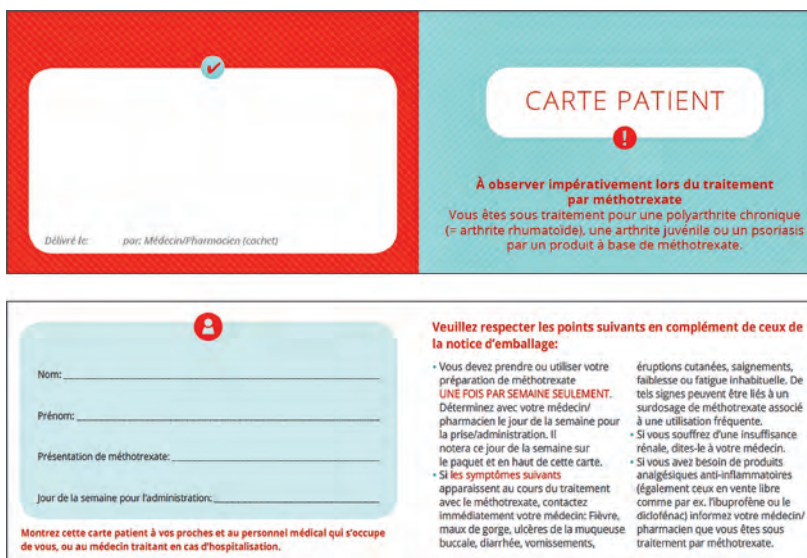 Délivré le: par: Médecin/Pharmacien (cachet)
CARTE PATIENT
!
À observer impérativement lors du traitement
par méthotrexate
Vous êtes sous traitement pour une polyarthrite chronique
(= arthrite rhumatoïde), une arthrite juvénile ou un psoriasis
par un produit à base de méthotrexate.
Nom:
Prénom:
Présentation de méthotrexate:
Jour de la semaine pour l'administration:
Montrez cette carte patient à vos proches et au personnel médical qui s'occupe
de vous, ou au médecin traitant en cas d'hospitalisation.
Veuillez respecter les points suivants en complément de ceux de
la notice d'emballage:
• Vous devez prendre ou utiliser votre
préparation de méthotrexate
UNE FOIS PAR SEMAINE SEULEMENT.
Déterminez avec votre médecin/
pharmacien le jour de la semaine pour
la prise/administration. Il
notera ce jour de la semaine sur
le paquet et en haut de cette carte.
• Si les symptômes suivants
apparaissent au cours du traitement
avec le méthotrexate, contactez
immédiatement votre médecin: Fièvre,
maux de gorge, ulcères de la muqueuse
buccale, diarrhée, vomissements,
éruptions cutanées, saignements,
faiblesse ou fatigue inhabituelle. De
tels signes peuvent être liés à un
surdosage de méthotrexate associé
à une utilisation fréquente.
• Si vous souffrez d'une insuffisance
rénale, dites-le à votre médecin.
• Si vous avez besoin de produits
analgésiques anti-inflammatoires
(également ceux en vente libre
comme par ex. l'ibuprofène ou le
diclofénac) informez votre médecin/
pharmacien que vous êtes sous
traitement par méthotrexate.